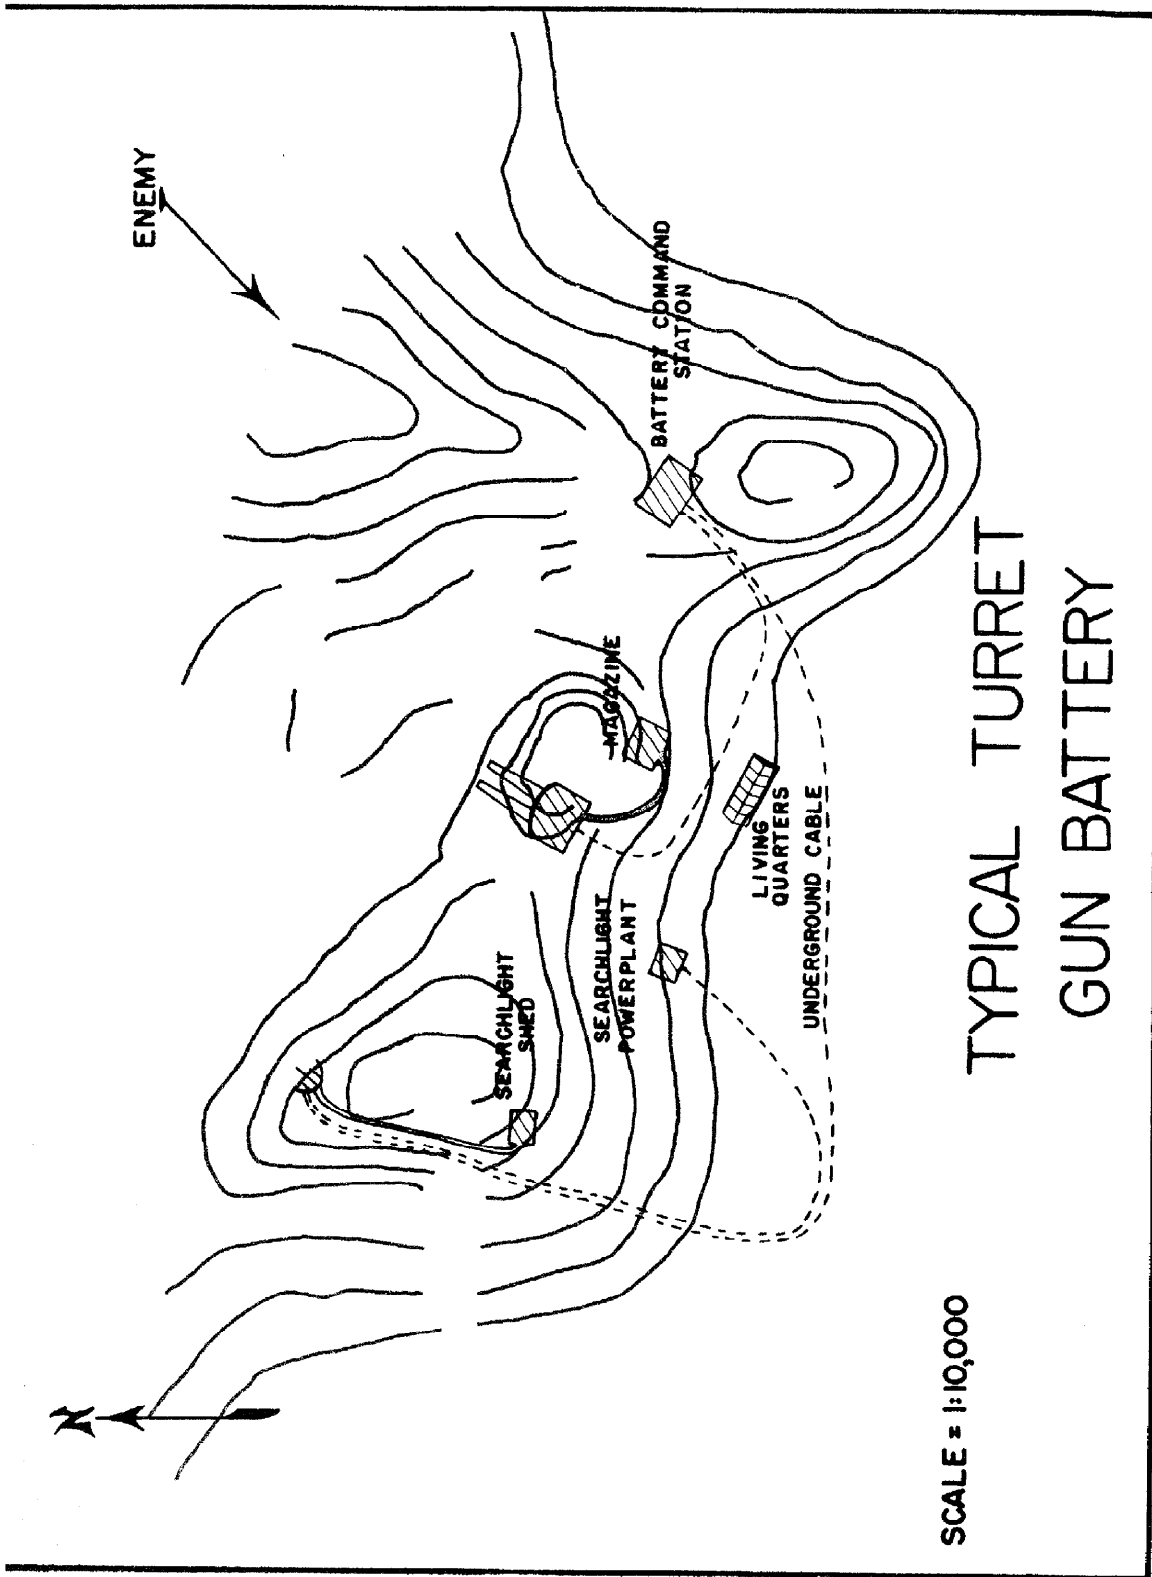 N
ENEMY
BATTERY COMMAND
STATION
MAGAZINE
SEARCHLIGHT
SHED
SEARCHLIGHT
POWERPLANT
LIVING
QUARTERS
UNDERGROUND CABLE
SCALE = 1:10,000
TYPICAL TURRET
GUN BATTERY